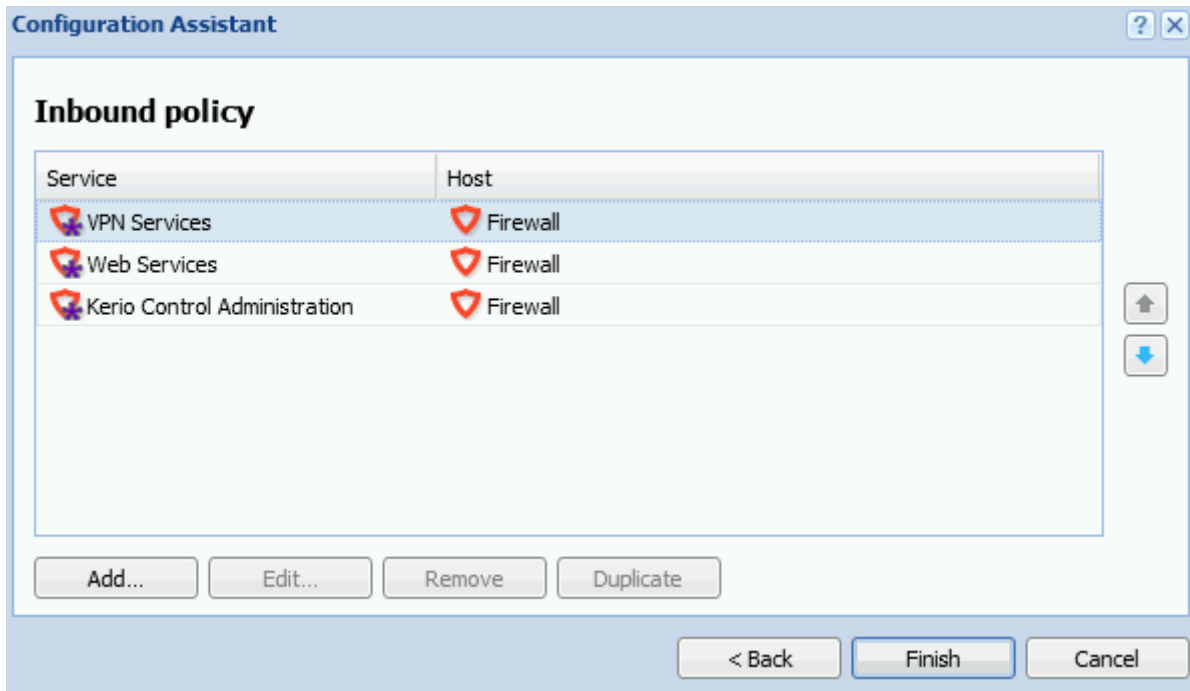 Configuration Assistant
?
Inbound policy
Service Host
VPN Services Firewall
Web Services Firewall
Kerio Control Administration Firewall
Add... Edit... Remove Duplicate
< Back Finish Cancel